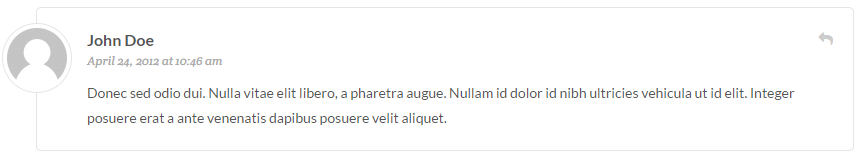 John Doe
April 24, 2012 at 10:46 am
Donec sed odio dui. Nulla vitae elit libero, a pharetra augue. Nullam id dolor id nibh ultricies vehicula ut id elit. Integer
posuere erat a ante venenatis dapibus posuere velit aliquet.